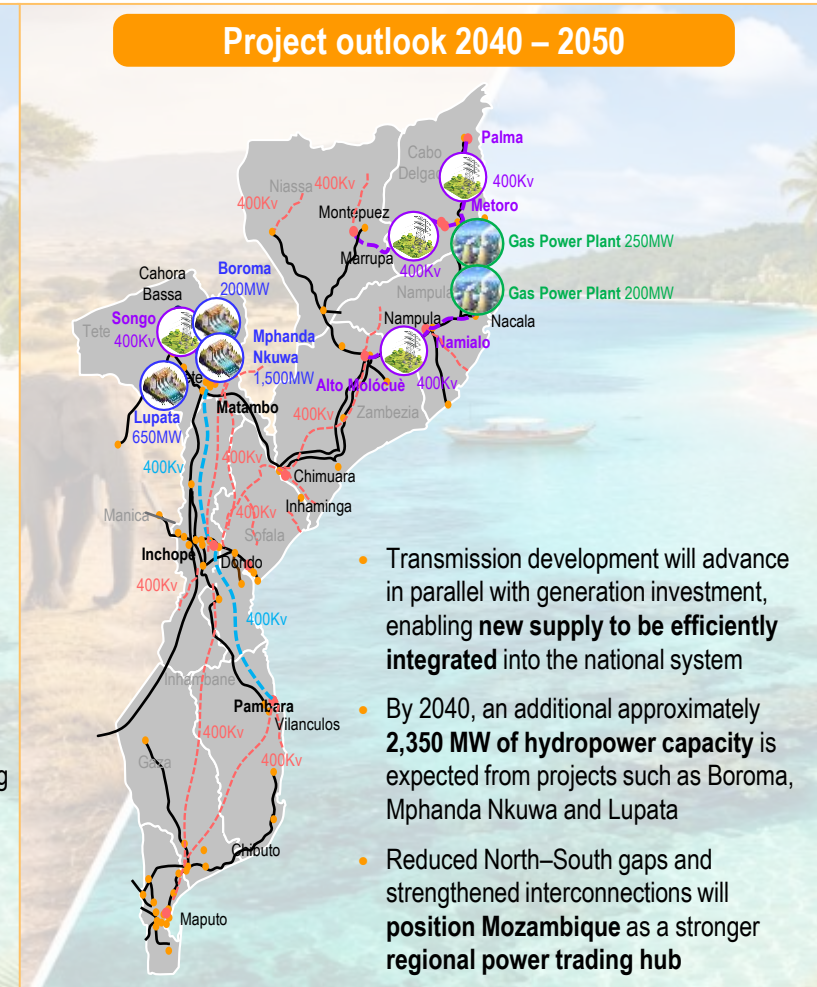 Project outlook 2040 – 2050
Palma
Cabo
Delgad
400Kv
Niassa
400Kv
400Kv
Metoro
Montepuez
Gas Power Plant 250MW
Marrupa
400Kv
Cahora
Bassa
Boroma
200MW
Nampula
Gas Power Plant 200MW
Songo
400Kv
Tete
Mphanda
Nkuwa
1,500MW
Nampula
Nacala
Namialo
ete
Alto Molócuè
400Kv
Lupata
650MW
Matambo
400Kv
Zambezia
400Kv
400Kv
Chimuara
Inhaminga
400Kv
Manica
Sofala
Inchope
Dondo
400Kv
400Kv
Inhambane
Pambara
Vilanculos
400Kv
400Kv
Gaza
Chibuto
Maputo
• Transmission development will advance
in parallel with generation investment,
enabling new supply to be efficiently
integrated into the national system
• By 2040, an additional approximately
2,350 MW of hydropower capacity is
expected from projects such as Boroma,
Mphanda Nkuwa and Lupata
• Reduced North–South gaps and
strengthened interconnections will
position Mozambique as a stronger
regional power trading hub
g